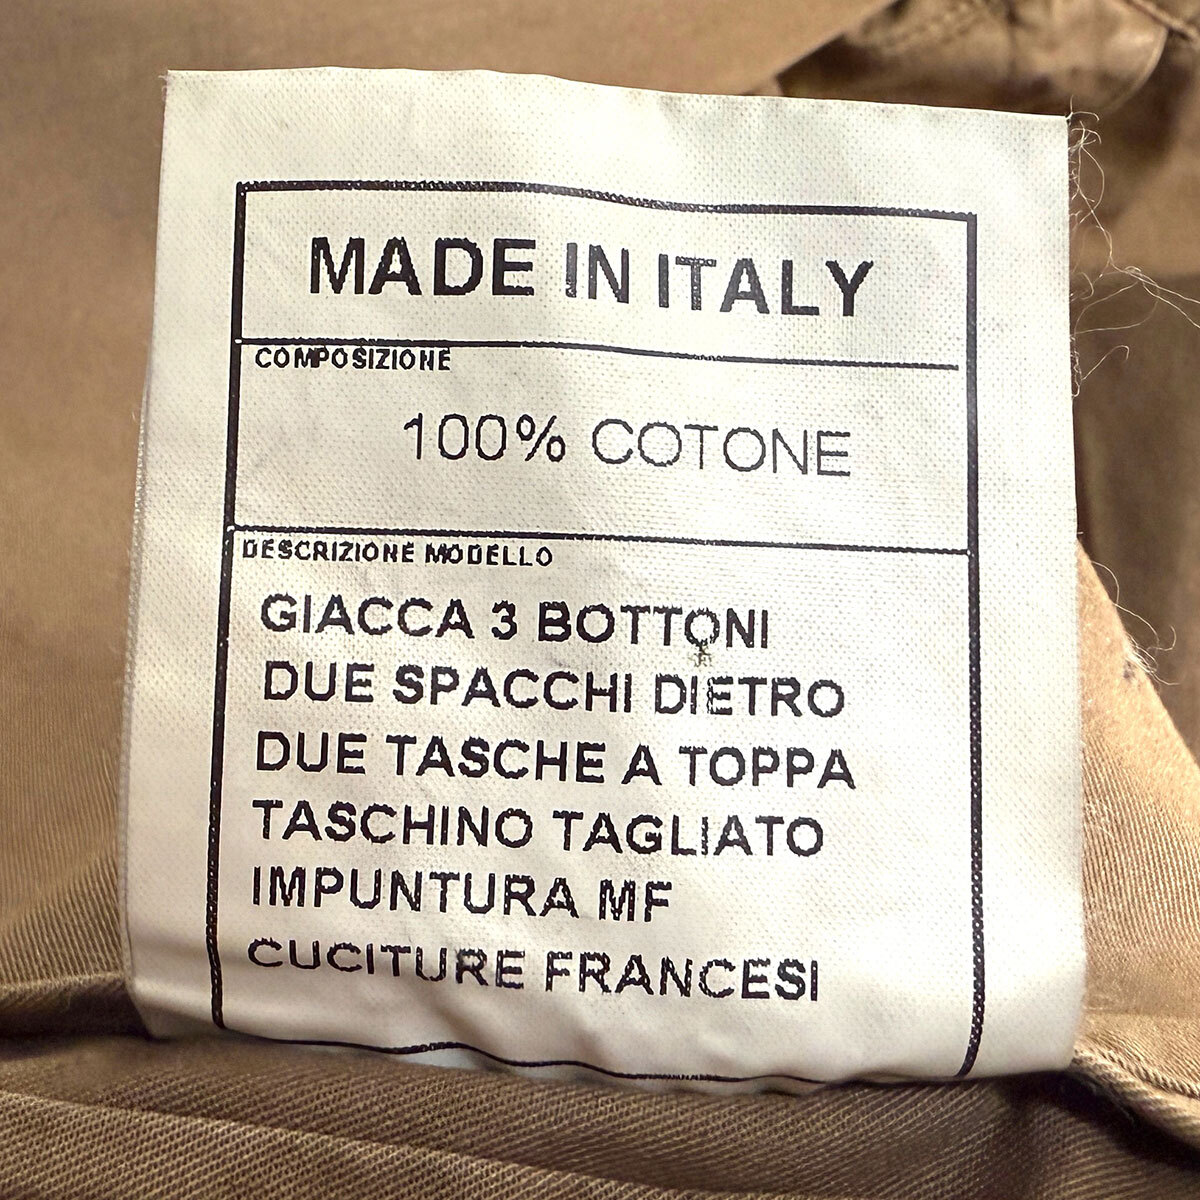 MADE IN ITALY
COMPOSIZIONE
100% COTONE
DESCRIZIONE MODELLO
GIACCA 3 BOTTONI
DUE SPACCHI DIETRO
DUE TASCHE A TOPPA
TASCHINO TAGLIATO
IMPUNTURA MF
CUCITURE FRANCESI